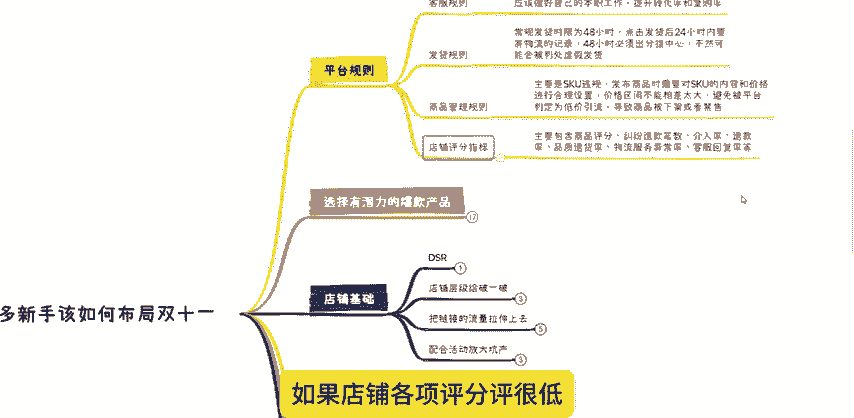 客服规则
应该做好自己的本职工作，提升转化率和复购率
平台规则
发货规则
常规发货时限为48小时，点击发货后24小时内要
有物流的记录，48小时必须出分拨中心，不然可
能会被判处虚假发货
商品管理规则
主要是SKU违规，发布商品时需要对SKU的内容和价格
进行合理设置，价格区间不能相差太大，避免被平台
判定为低价引流，导致商品被下架或者禁售
店铺评分指标
主要包含商品评分、纠纷退款笔数、介入率、退款
率、品质退货率、物流服务异常率、客服回复率等
选择有潜力的爆款产品
17
多新手该如何布局双十一
店铺基础
DSR
1
店铺层级给破一破
3
把链接的流量拉伸上去
5
配合活动放大坑产
3
如果店铺各项评分评很低